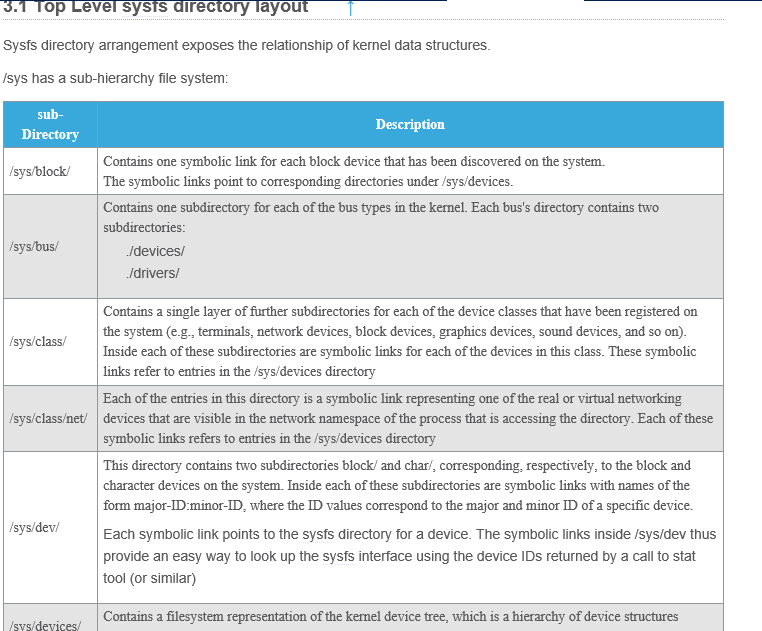 3.1 Top Level sysfs directory layout ↑
Sysfs directory arrangement exposes the relationship of kernel data structures.
/sys has a sub-hierarchy file system:
sub-
Directory
Description
/sys/block/
Contains one symbolic link for each block device that has been discovered on the system.
The symbolic links point to corresponding directories under /sys/devices.
/sys/bus/
Contains one subdirectory for each of the bus types in the kernel. Each bus's directory contains two
subdirectories:
./devices/
./drivers/
/sys/class/
Contains a single layer of further subdirectories for each of the device classes that have been registered on
the system (e.g., terminals, network devices, block devices, graphics devices, sound devices, and so on).
Inside each of these subdirectories are symbolic links for each of the devices in this class. These symbolic
links refer to entries in the /sys/devices directory
/sys/class/net/
Each of the entries in this directory is a symbolic link representing one of the real or virtual networking
devices that are visible in the network namespace of the process that is accessing the directory. Each of these
symbolic links refers to entries in the /sys/devices directory
/sys/dev/
This directory contains two subdirectories block/ and char/, corresponding, respectively, to the block and
character devices on the system. Inside each of these subdirectories are symbolic links with names of the
form major-ID:minor-ID, where the ID values correspond to the major and minor ID of a specific device.
Each symbolic link points to the sysfs directory for a device. The symbolic links inside /sys/dev thus
provide an easy way to look up the sysfs interface using the device IDs returned by a call to stat
tool (or similar)
/sys/devices/
Contains a filesystem representation of the kernel device tree, which is a hierarchy of device structures